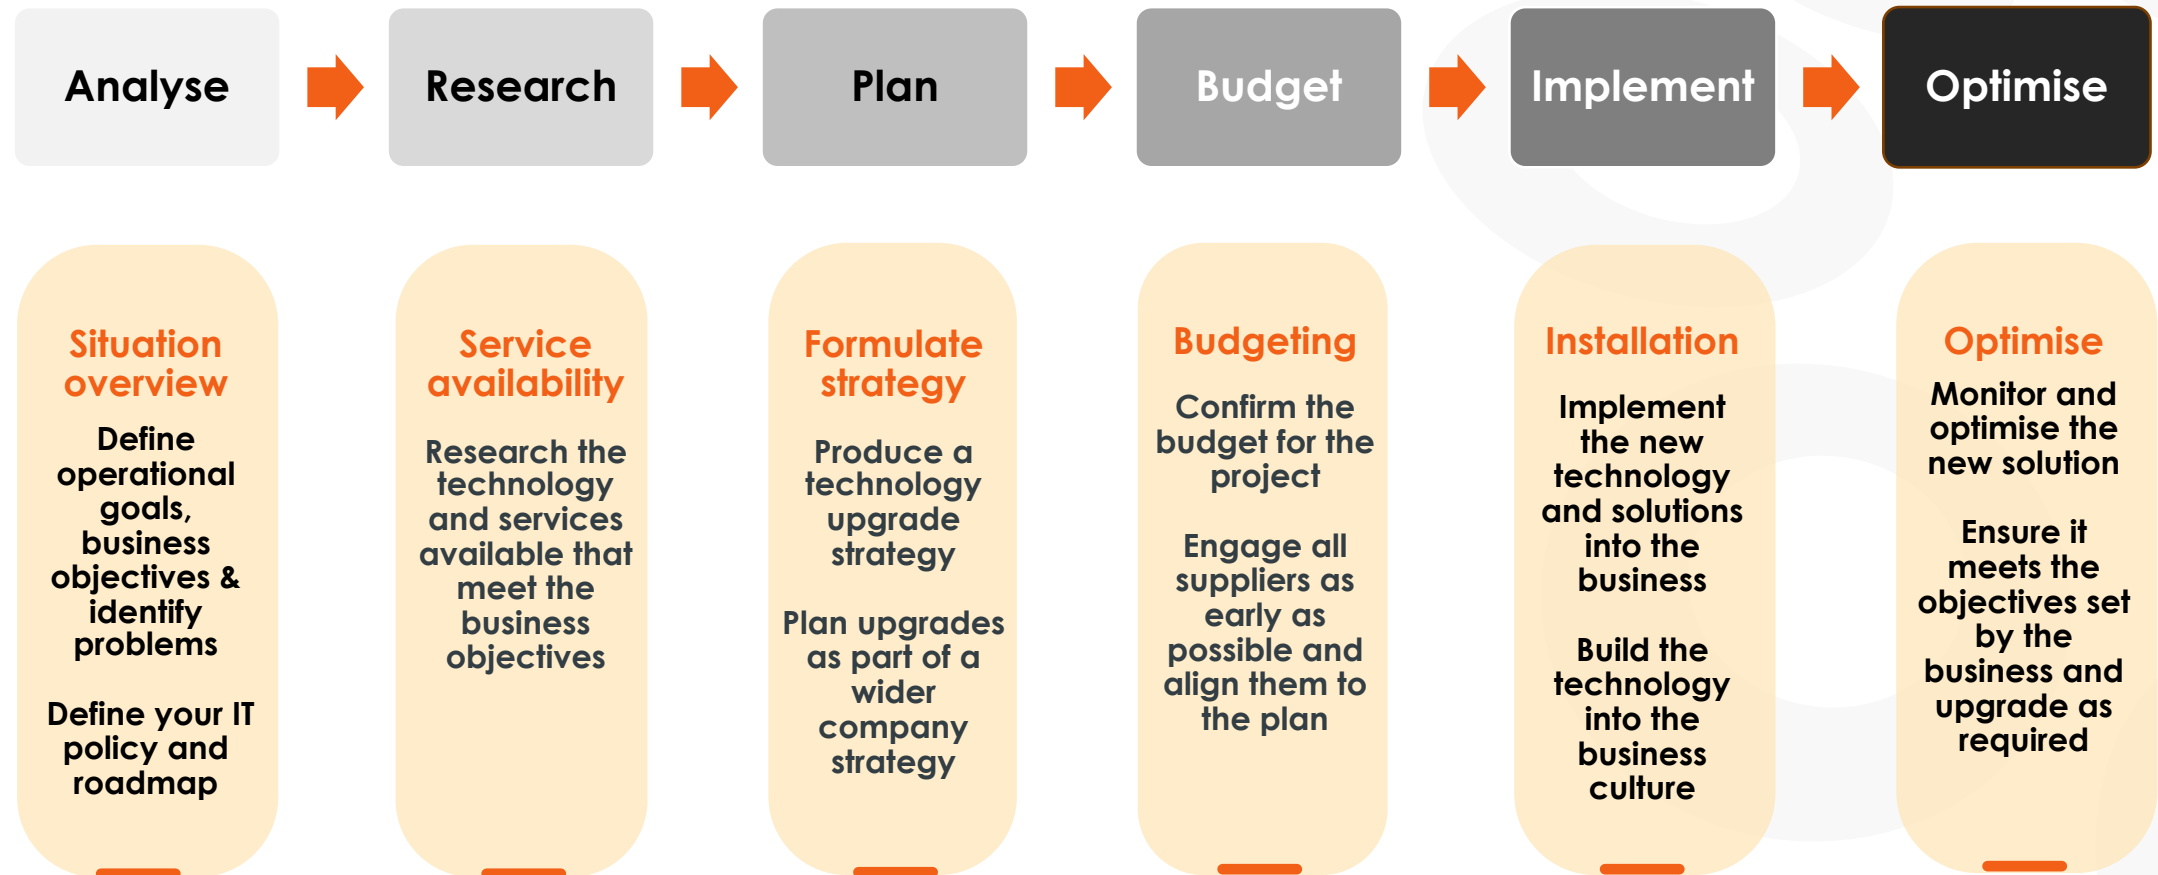 Analyse
Research
Plan
Budget
Implement
Optimise
Situation
overview
Define
operational
goals,
business
objectives &
identify
problems
Define your IT
policy and
roadmap
Service
availability
Research the
technology
and services
available that
meet the
business
objectives
Formulate
strategy
Produce a
technology
upgrade
strategy
Plan upgrades
as part of a
wider
company
strategy
Budgeting
Confirm the
budget for the
project
Engage all
suppliers as
early as
possible and
align them to
the plan
Installation
Implement
the new
technology
and solutions
into the
business
Build the
technology
into the
business
culture
Optimise
Monitor and
optimise the
new solution
Ensure it
meets the
objectives set
by the
business and
upgrade as
required